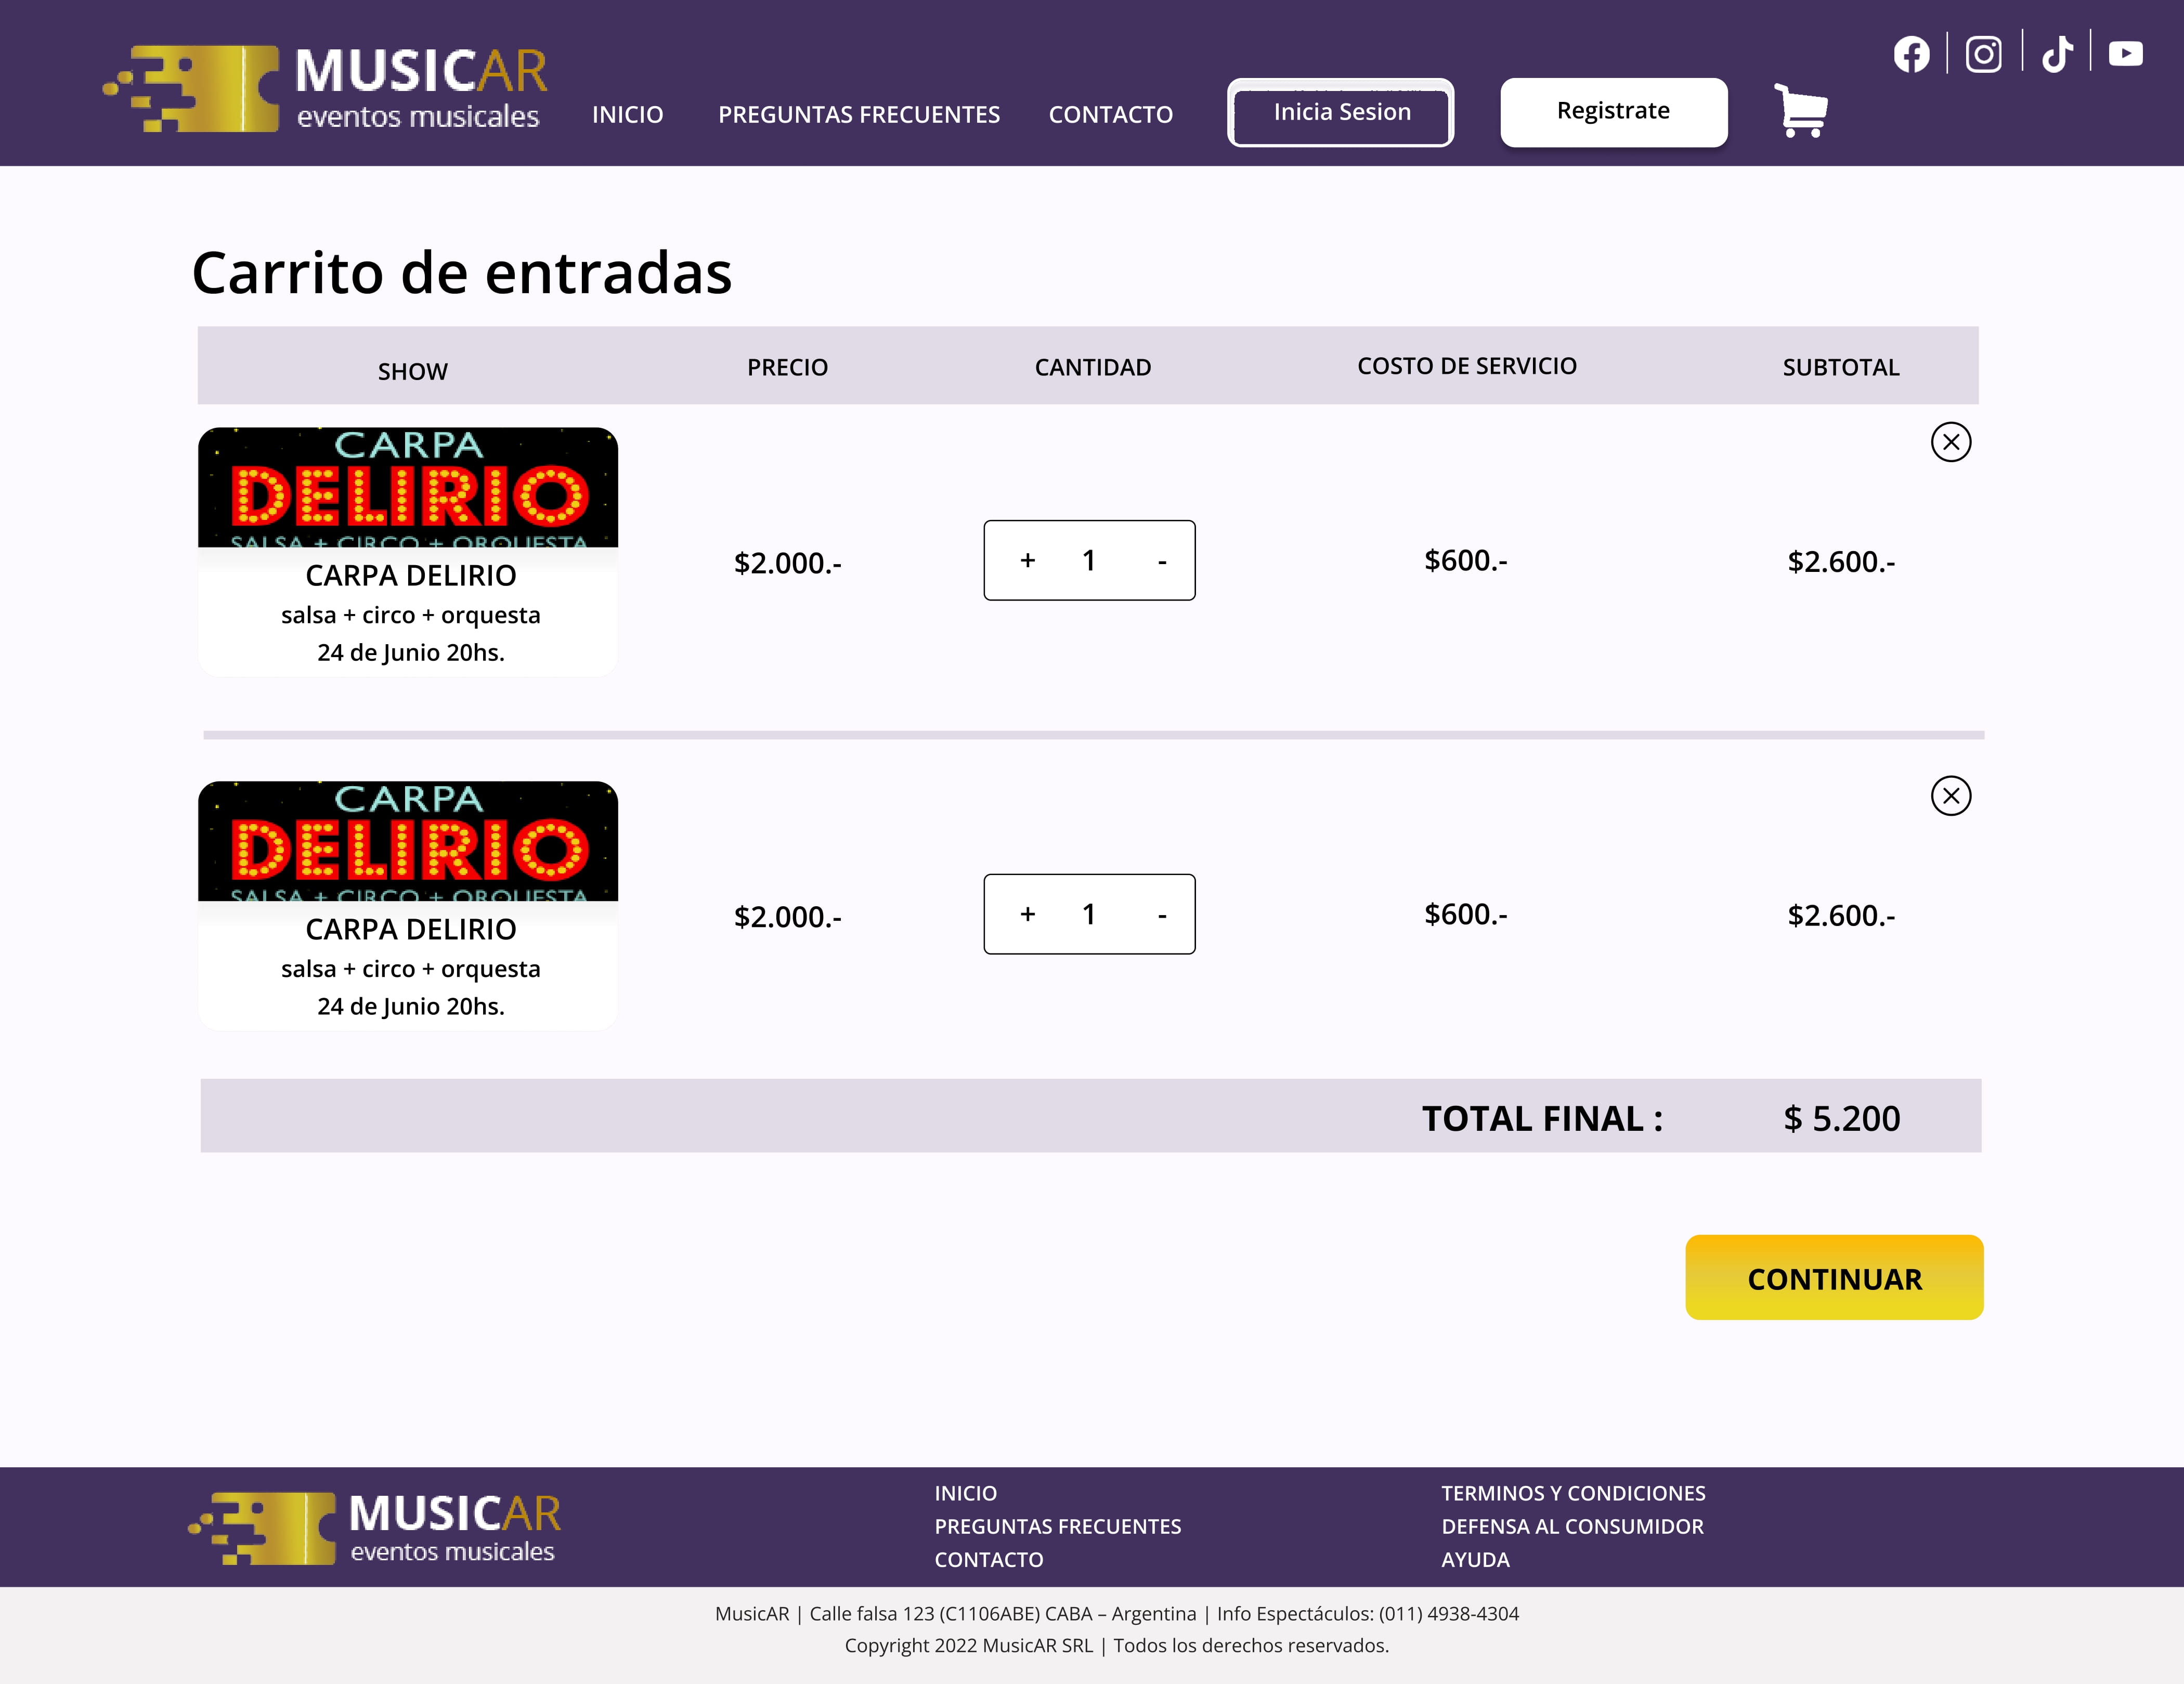 MUSICAR
eventos musicales
INICIO PREGUNTAS FRECUENTES CONTACTO Inicia Sesion Registrate
Carrito de entradas
SHOW PRECIO CANTIDAD COSTO DE SERVICIO SUBTOTAL
CARPA
DELIRIO
SALSA + CIRCO + ORQUESTA
CARPA DELIRIO
salsa + circo + orquesta
24 de Junio 20hs.
$2.000.- + 1 - $600.- $2.600.-
CARPA
DELIRIO
SALSA + CIRCO + ORQUESTA
CARPA DELIRIO
salsa + circo + orquesta
24 de Junio 20hs.
$2.000.- + 1 - $600.- $2.600.-
TOTAL FINAL : $ 5.200
CONTINUAR
MUSICAR
eventos musicales
INICIO
PREGUNTAS FRECUENTES
CONTACTO
TERMINOS Y CONDICIONES
DEFENSA AL CONSUMIDOR
AYUDA
MusicAR | Calle falsa 123 (C1106ABE) CABA – Argentina | Info Espectáculos: (011) 4938-4304
Copyright 2022 MusicAR SRL | Todos los derechos reservados.